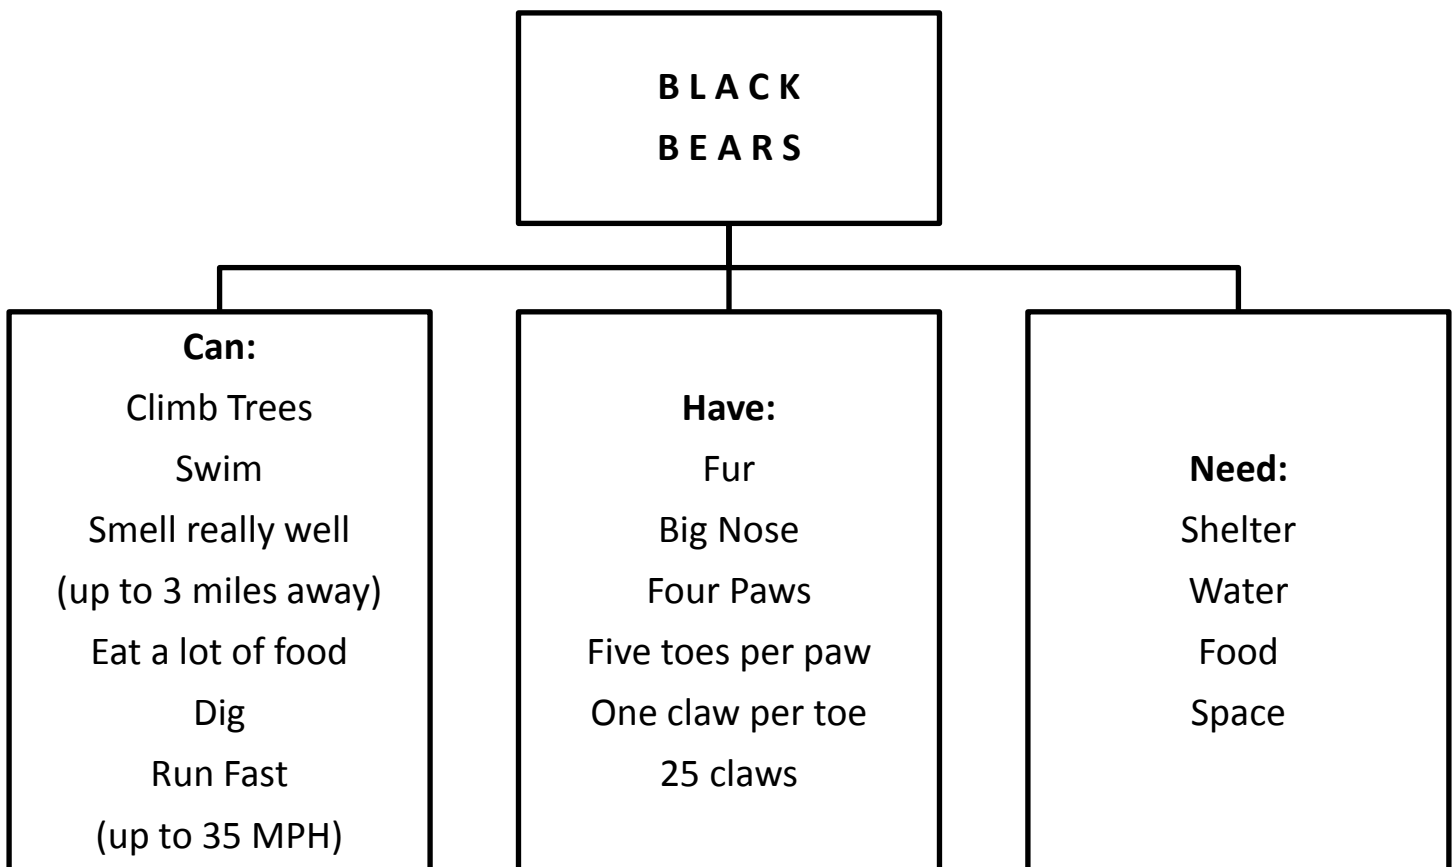 B L A C K
B E A R S
Can:
Climb Trees
Swim
Smell really well
(up to 3 miles away)
Eat a lot of food
Dig
Run Fast
(up to 35 MPH)
Have:
Fur
Big Nose
Four Paws
Five toes per paw
One claw per toe
25 claws
Need:
Shelter
Water
Food
Space